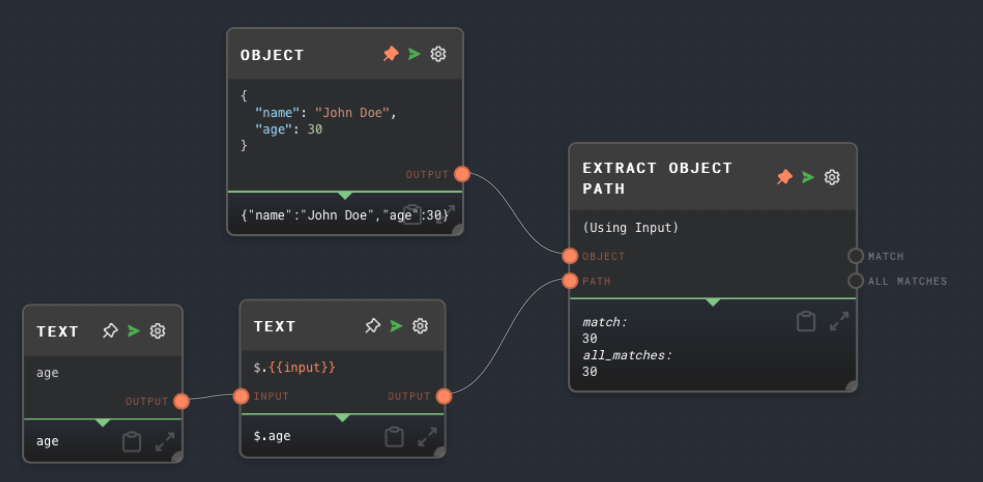 OBJECT
{
"name": "John Doe",
"age": 30
}
OUTPUT
{"name":"John Doe","age":30}
EXTRACT OBJECT
PATH
(Using Input)
OBJECT
PATH
MATCH
ALL MATCHES
match:
30
all_matches:
30
TEXT
age
OUTPUT
age
TEXT
$.{{input}}
INPUT
OUTPUT
$.age